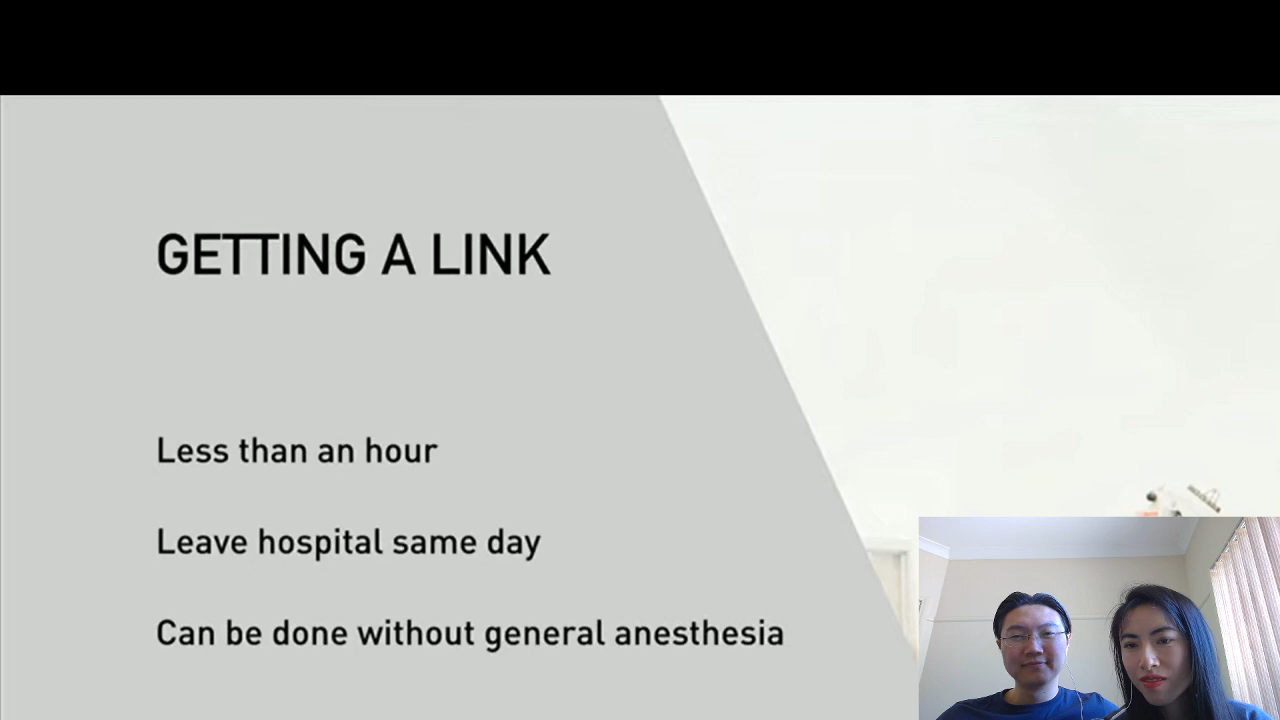 GETTING A LINK
Less than an hour
Leave hospital same day
Can be done without general anesthesia